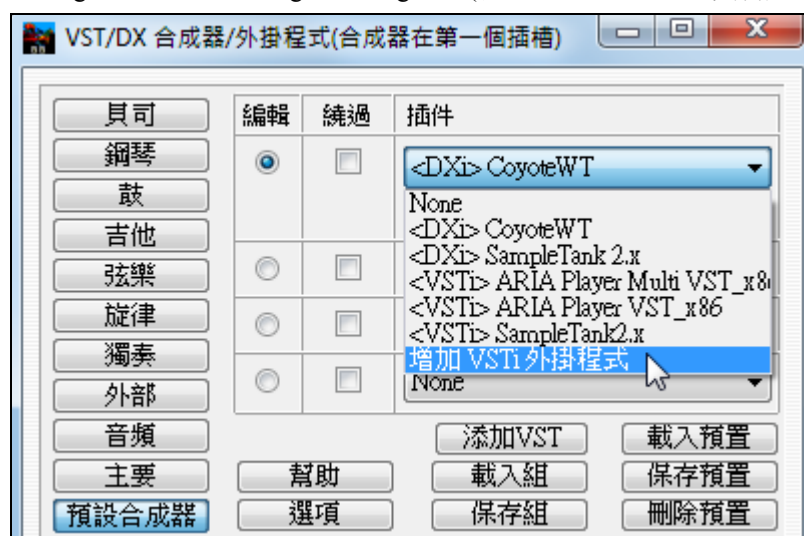 VST/DX 合成器/外掛程式(合成器在第一個插槽)
貝司
編輯
繞過
插件
鋼琴
<DXi> CoyoteWT
鼓
None
<DXi> CoyoteWT
吉他
<DXi> SampleTank 2.x
弦樂
<VSTi> ARIA Player Multi VST_x8
旋律
<VSTi> ARIA Player VST_x86
<VSTi> SampleTank2.x
獨奏
增加 VSTi 外掛程式
None
外部
音頻
添加VST
載入預置
主要
幫助
載入組
保存預置
預設合成器
選項
保存組
刪除預置